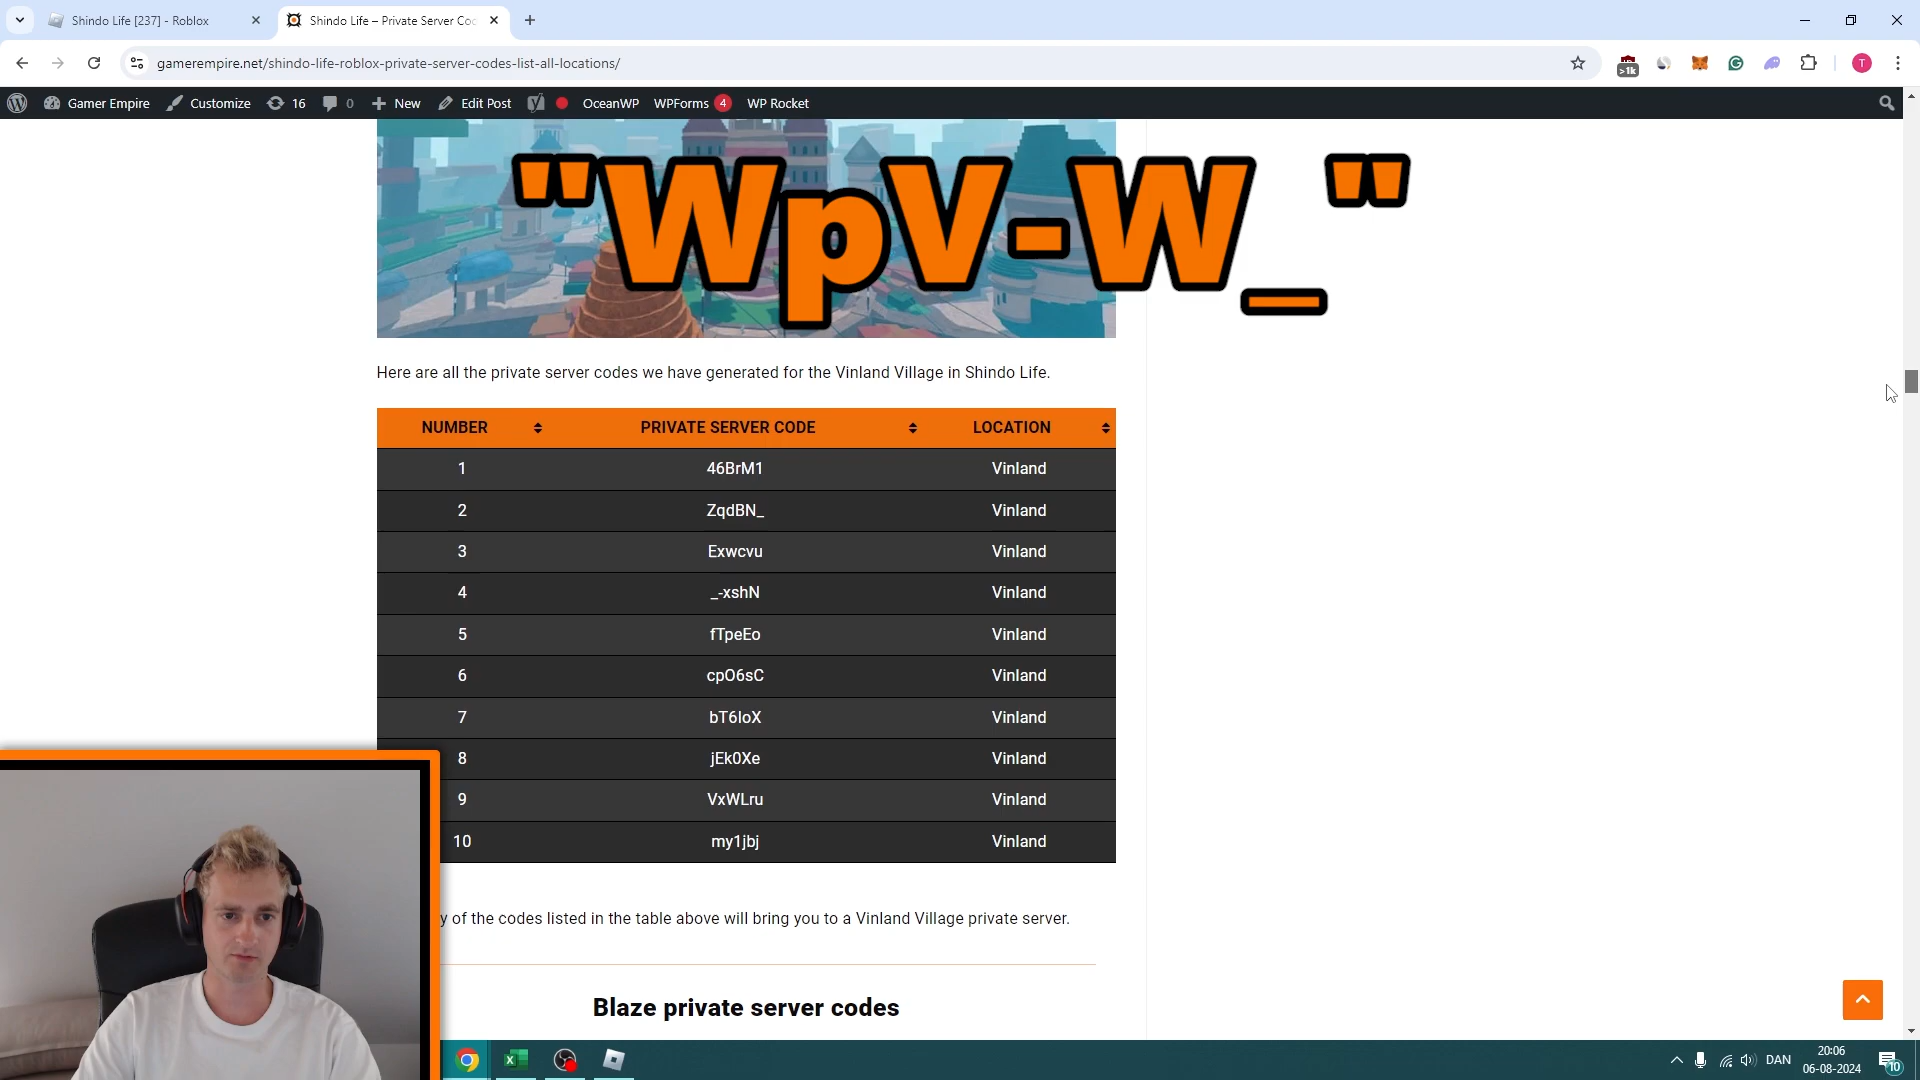 Shindo Life [237] - Roblox
Shindo Life – Private Server Co
gamerempire.net/shindo-life-roblox-private-server-codes-list-all-locations/
>1k
T
Gamer Empire
Customize
16
0
New
Edit Post
OceanWP
WPForms 4
WP Rocket
"WpV-W_"
Here are all the private server codes we have generated for the Vinland Village in Shindo Life.
NUMBER PRIVATE SERVER CODE LOCATION
1 46BrM1 Vinland
2 ZqdBN_ Vinland
3 Exwcvu Vinland
4 _-xshN Vinland
5 fTpeEo Vinland
6 cpO6sC Vinland
7 bT6IoX Vinland
8 jEk0Xe Vinland
9 VxWLru Vinland
10 my1jbj Vinland
y of the codes listed in the table above will bring you to a Vinland Village private server.
Blaze private server codes
DAN
20:06
06-08-2024
10